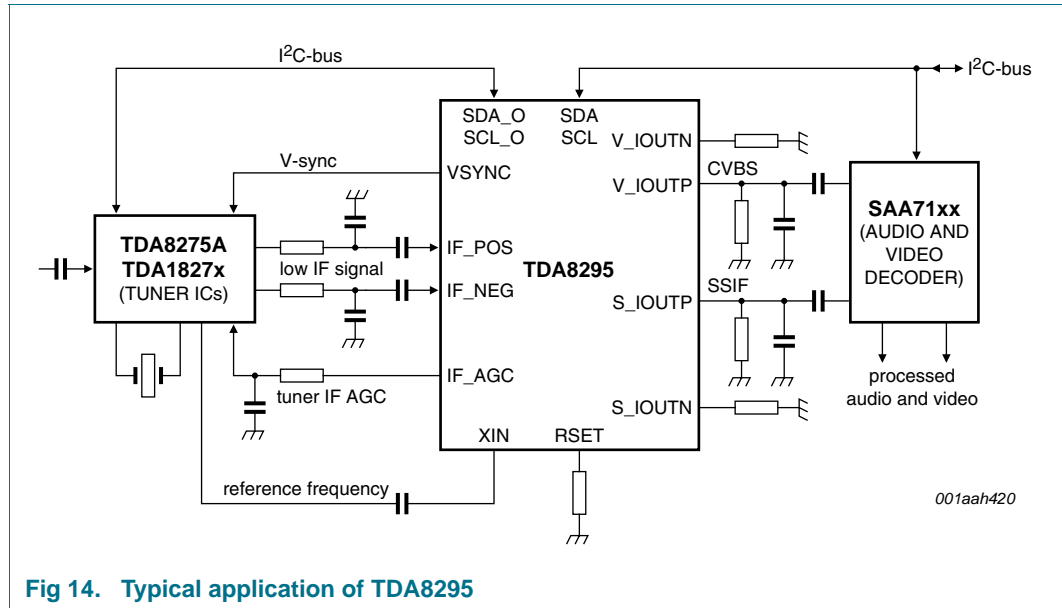 I2C-bus
I2C-bus
SDA_O
SCL_O
SDA
SCL
V_IOUTN
V-sync
VSYNC
CVBS
V_IOUTP
SAA71xx
(AUDIO AND
VIDEO
DECODER)
TDA8275A
TDA1827x
(TUNER ICs)
IF_POS
low IF signal
IF_NEG
TDA8295
SSIF
S_IOUTP
IF_AGC
tuner IF AGC
processed
audio and video
S_IOUTN
XIN
RSET
reference frequency
001aah420
Fig 14. Typical application of TDA8295